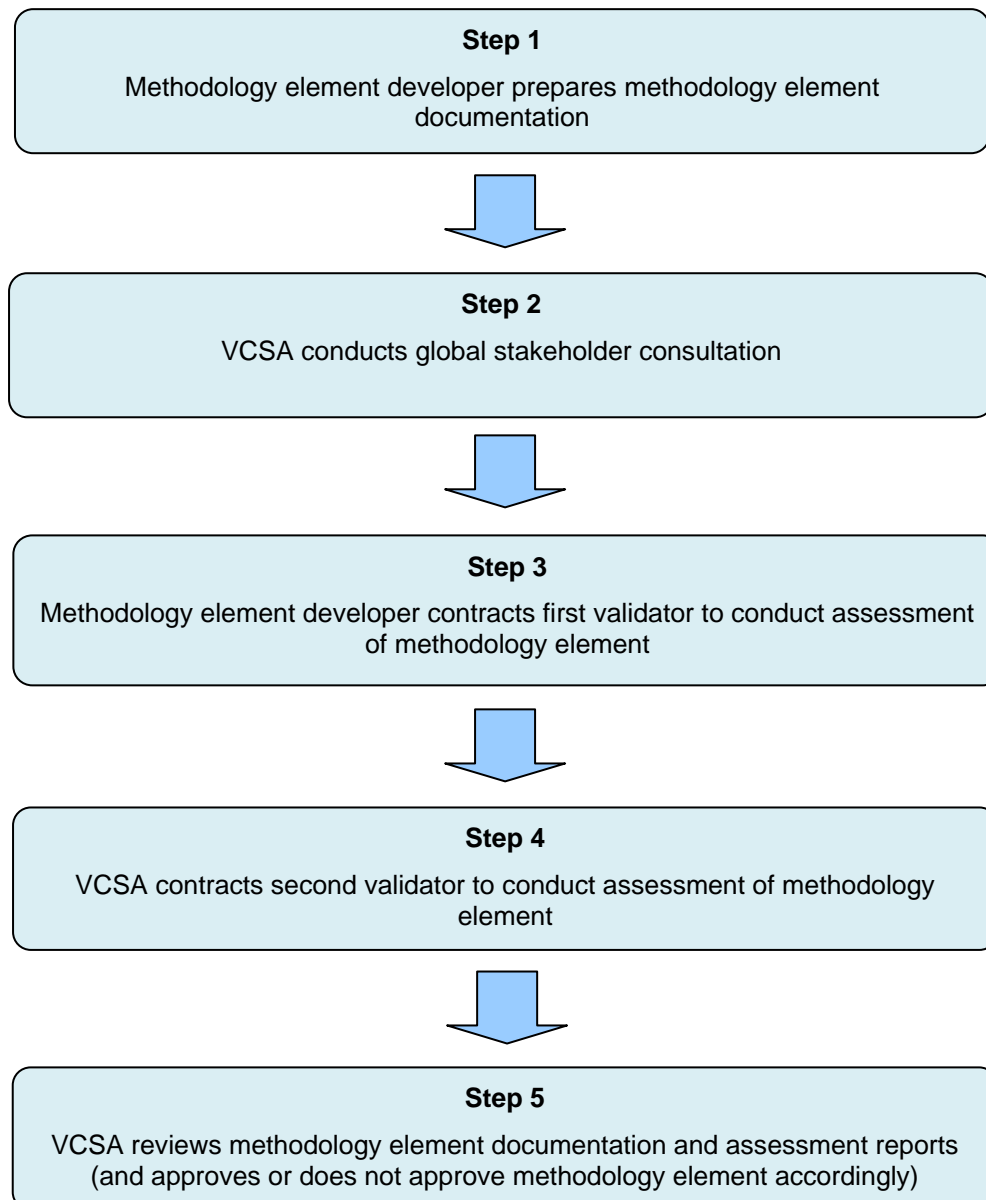 Step 1
Methodology element developer prepares methodology element
documentation
Step 2
VCSA conducts global stakeholder consultation
Step 3
Methodology element developer contracts first validator to conduct assessment
of methodology element
Step 4
VCSA contracts second validator to conduct assessment of methodology
element
Step 5
VCSA reviews methodology element documentation and assessment reports
(and approves or does not approve methodology element accordingly)